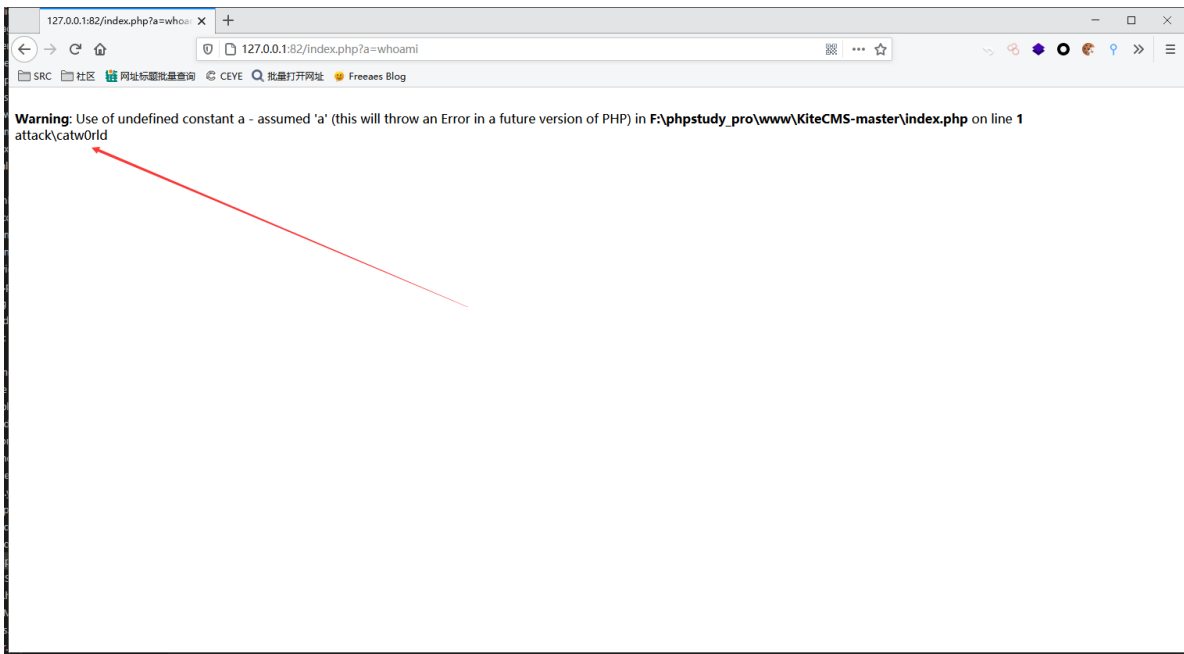 127.0.0.1:82/index.php?a=whoar
127.0.0.1:82/index.php?a=whoami
SRC 社区 网址标题批量查询 CEYE 批量打开网址 Freeaes Blog
Warning: Use of undefined constant a - assumed 'a' (this will throw an Error in a future version of PHP) in F:\phpstudy_pro\www\KiteCMS-master\index.php on line 1
attack\catw0rld